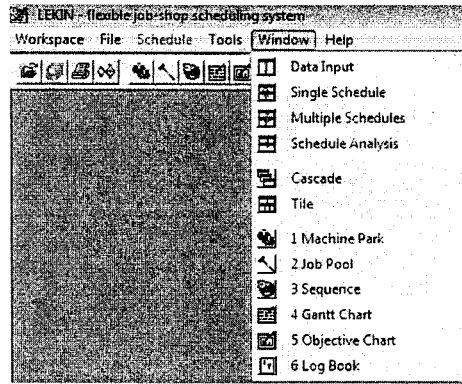 LEKIN - flexible job-shop scheduling system
Workspace File Schedule Tools Window Help
Data Input
Single Schedule
Multiple Schedules
Schedule Analysis
Cascade
Tile
1 Machine Park
2 Job Pool
3 Sequence
4 Gantt Chart
5 Objective Chart
6 Log Book